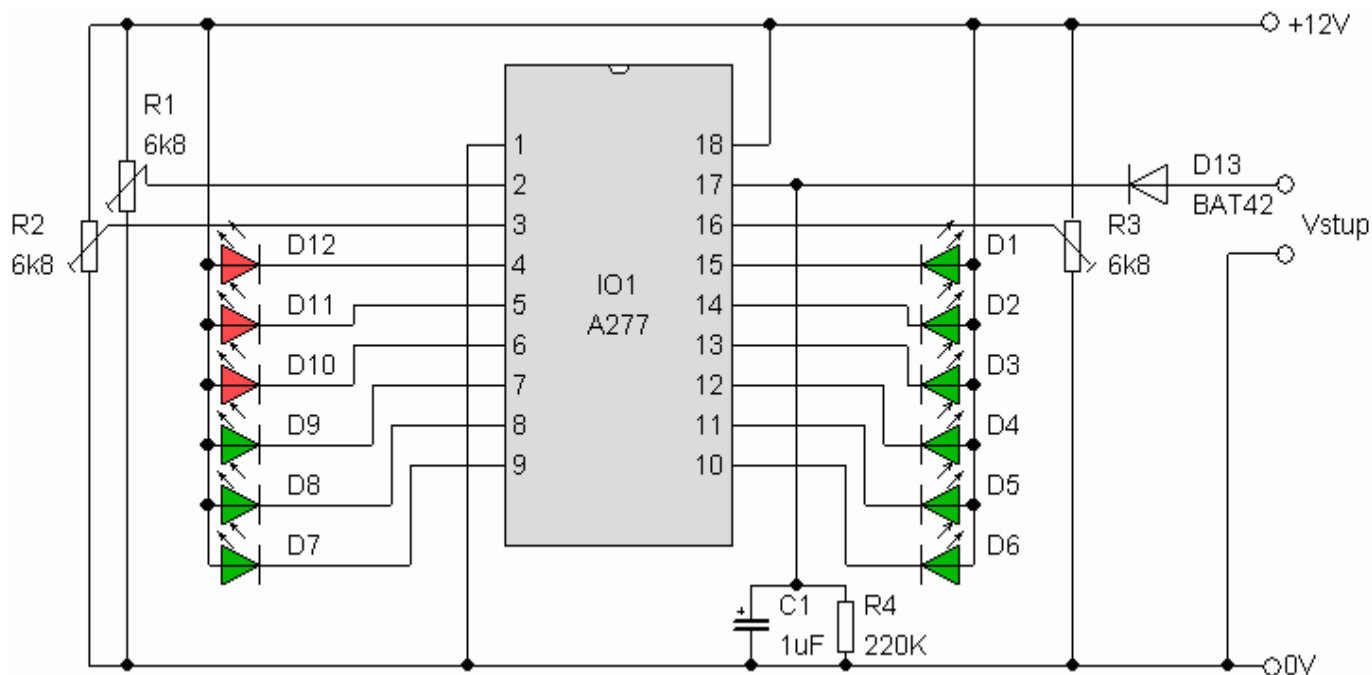 +12V
R1
6k8
R2
6k8
1
2
3
4
5
6
7
8
9
18
17
16
15
14
13
12
11
10
IO1
A277
D12
D11
D10
D9
D8
D7
D1
D2
D3
D4
D5
D6
R3
6k8
D13
BAT42
Vstup
+
C1
1uF
R4
220K
0V